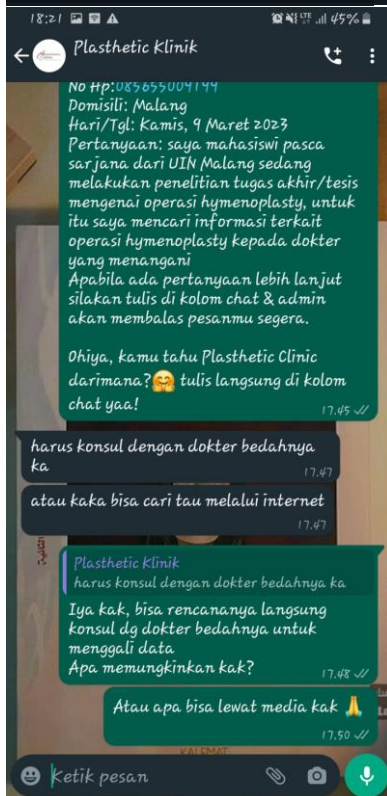 18:21
LTE
45%
Plasthetic Klinik
No Hp:085655009199
Domisili: Malang
Hari/Tgl: Kamis, 9 Maret 2023
Pertanyaan: saya mahasiswi pasca
sarjana dari UIN Malang sedang
melakukan penelitian tugas akhir/tesis
mengenai operasi hymenoplasty, untuk
itu saya mencari informasi terkait
operasi hymenoplasty kepada dokter
yang menangani
Apabila ada pertanyaan lebih lanjut
silakan tulis di kolom chat & admin
akan membalas pesanmu segera.
Ohiya, kamu tahu Plasthetic Clinic
darimana?🤗 tulis langsung di kolom
chat yaa!
17.45
harus konsul dengan dokter bedahnya
ka
17.47
atau kaka bisa cari tau melalui internet
17.47
Plasthetic Klinik
harus konsul dengan dokter bedahnya ka
Iya kak, bisa rencananya langsung
konsul dg dokter bedahnya untuk
menggali data
Apa memungkinkan kak?
17.48
Atau apa bisa lewat media kak 🙏
17.50
KALEMAT
Ketik pesan